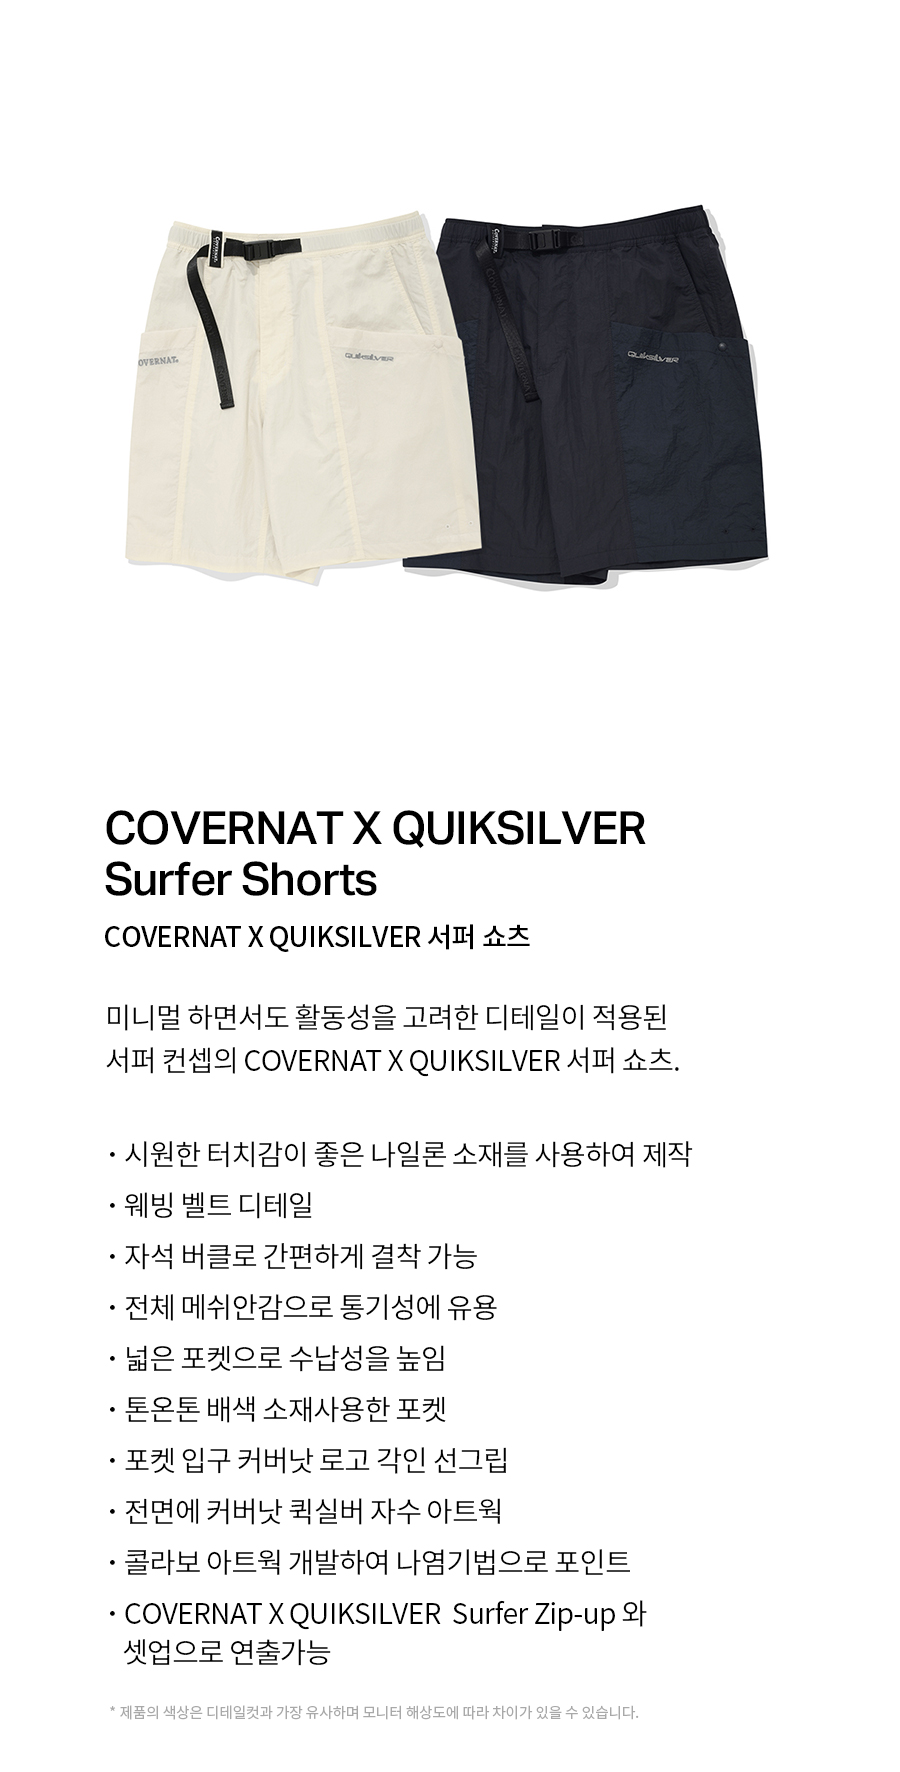 COVERNAT.
COVERNAT.
QUIKSILVER
COVERNAT.
QUIKSILVER
COVERNAT X QUIKSILVER
Surfer Shorts
COVERNAT X QUIKSILVER 서퍼 쇼츠
미니멀 하면서도 활동성을 고려한 디테일이 적용된
서퍼 컨셉의 COVERNAT X QUIKSILVER 서퍼 쇼츠.
· 시원한 터치감이 좋은 나일론 소재를 사용하여 제작
· 웨빙 벨트 디테일
· 자석 버클로 간편하게 결착 가능
· 전체 메쉬안감으로 통기성에 유용
· 넓은 포켓으로 수납성을 높임
· 톤온톤 배색 소재사용한 포켓
· 포켓 입구 커버낫 로고 각인 선그립
· 전면에 커버낫 퀵실버 자수 아트웍
· 콜라보 아트웍 개발하여 나염기법으로 포인트
· COVERNAT X QUIKSILVER Surfer Zip-up 와
셋업으로 연출가능
* 제품의 색상은 디테일컷과 가장 유사하며 모니터 해상도에 따라 차이가 있을 수 있습니다.